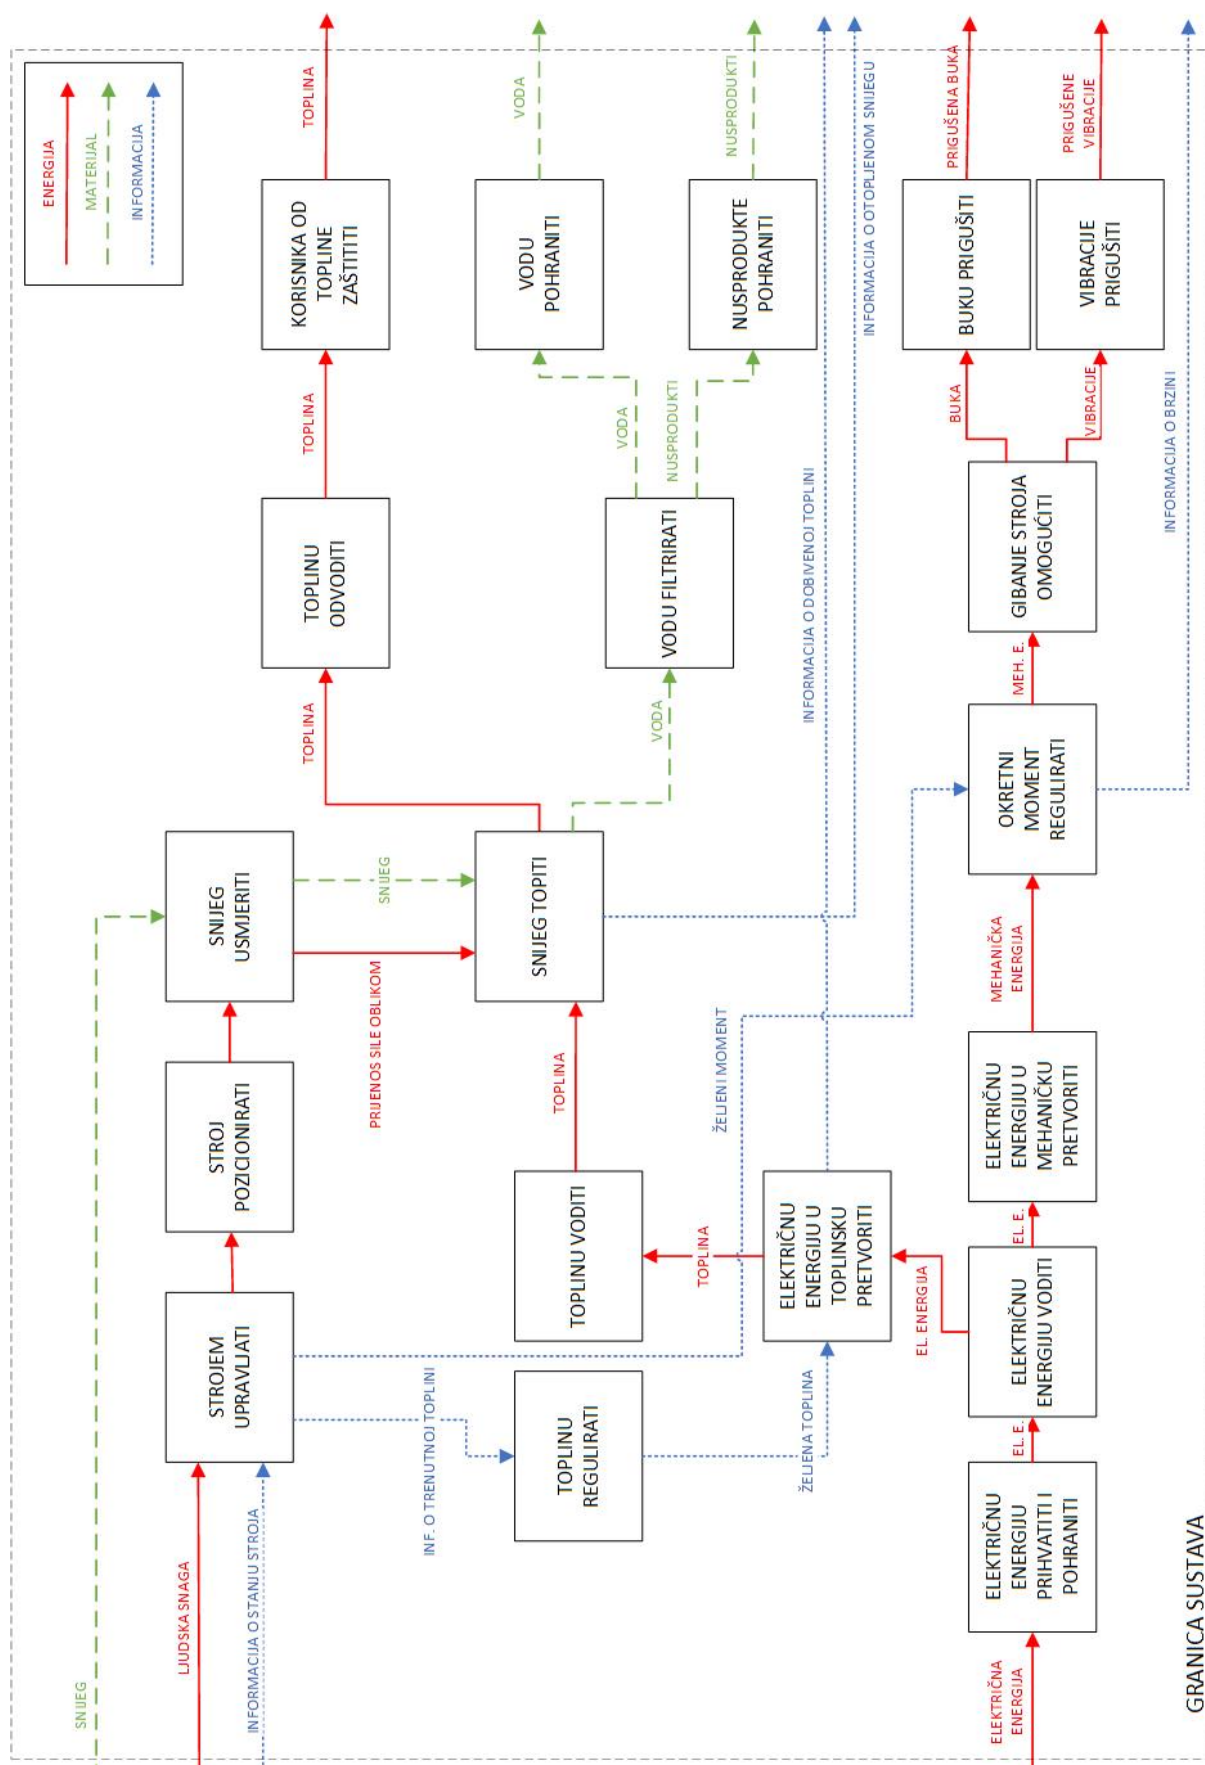 ENERGIJA
MATERIJAL
INFORMACIJA
SNIJEG
LJUDSKA SNAGA
INFORMACIJA O STANJU STROJA
STROJEM
UPRAVLJATI
STROJ
POZICIONIRATI
SNIJEG
USMJERITI
SNIJEG
PRIJENOS SILE OBLIKOM
INF. O TRENUTNOJ TOPLINI
TOPLINU
REGULIRATI
ŽELJENA TOPLINA
ŽELJENI MOMENT
TOPLINU VODITI
TOPLINA
SNIJEG TOPITI
TOPLINA
TOPLINU
ODVODITI
TOPLINA
KORISNIKA OD
TOPLINE
ZAŠTITITI
TOPLINA
VODA
VODU FILTRIRATI
VODA
NUSPRODUKTI
VODU
POHRANITI
VODA
NUSPRODUKTE
POHRANITI
NUSPRODUKTI
TOPLINA
ELEKTRIČNU
ENERGIJU U
TOPLINSKU
PRETVORITI
INFORMACIJA O DOBIVENOJ TOPLINI
INFORMACIJA O OTOPLJENOM SNIJEGU
EL. ENERGIJA
ELEKTRIČNA
ENERGIJA
ELEKTRIČNU
ENERGIJU
PRIHVATITI I
POHRANITI
EL. E.
ELEKTRIČNU
ENERGIJU VODITI
EL. E.
ELEKTRIČNU
ENERGIJU U
MEHANIČKU
PRETVORITI
MEHANIČKA
ENERGIJA
OKRETNI
MOMENT
REGULIRATI
MEH. E.
GIBANJE STROJA
OMOGUĆITI
BUKA
VIBRACIJE
BUKU PRIGUŠITI
VIBRACIJE
PRIGUŠITI
PRIGUŠENA BUKA
PRIGUŠENE
VIBRACIJE
INFORMACIJA O BRZINI
GRANICA SUSTAVA